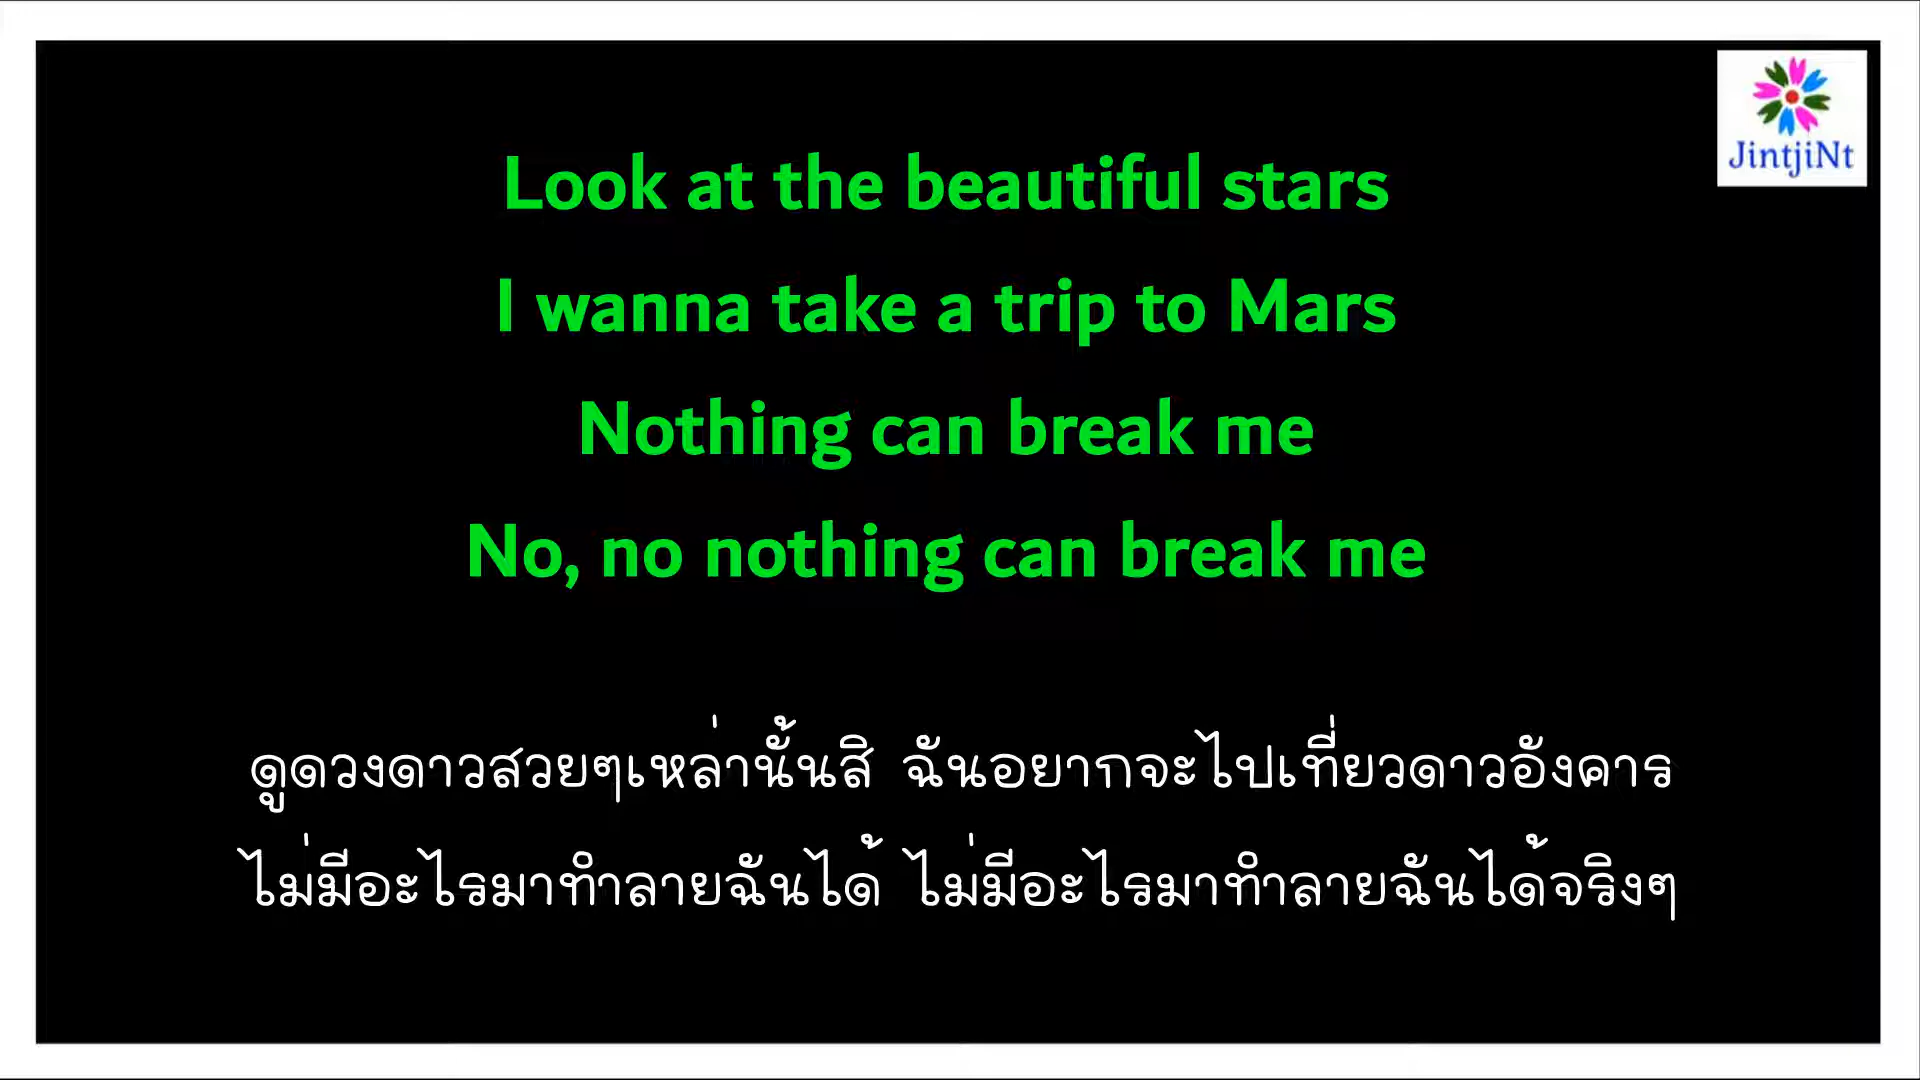 JintjiNt
Look at the beautiful stars
I wanna take a trip to Mars
Nothing can break me
No, no nothing can break me
ดูดวงดาวสวยๆเหล่านั้นสิ ฉันอยากจะไปเที่ยวดาวอังคาร
ไม่มีอะไรมาทำลายฉันได้ ไม่มีอะไรมาทำลายฉันได้จริงๆ